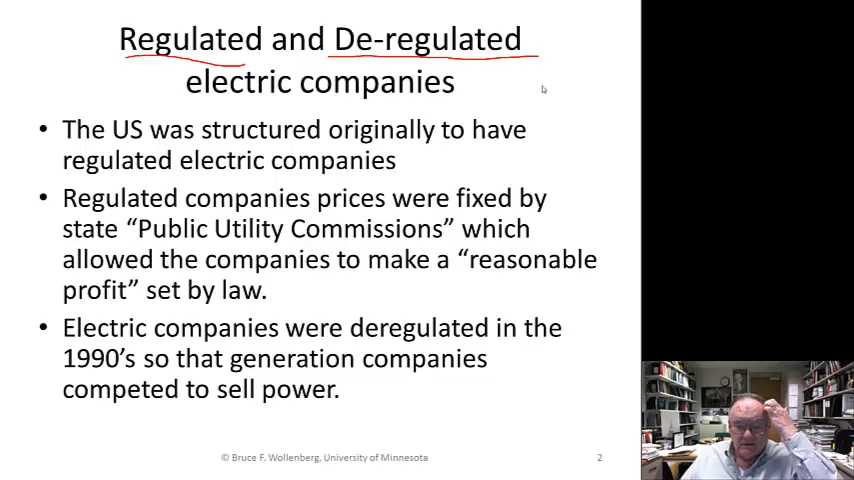 Regulated and De-regulated
electric companies
• The US was structured originally to have
regulated electric companies
• Regulated companies prices were fixed by
state “Public Utility Commissions” which
allowed the companies to make a “reasonable
profit” set by law.
• Electric companies were deregulated in the
1990’s so that generation companies
competed to sell power.
© Bruce F. Wollenberg, University of Minnesota
2